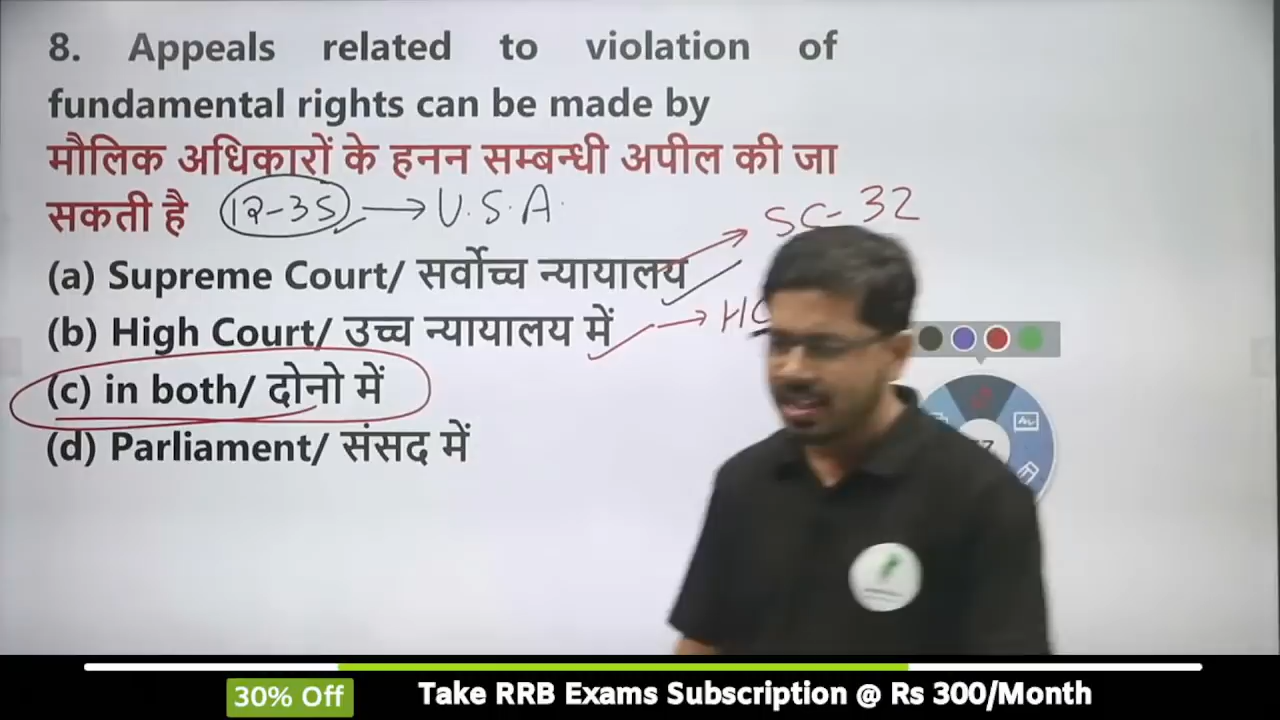 8. Appeals related to violation of
fundamental rights can be made by
मौलिक अधिकारों के हनन सम्बन्धी अपील की जा
सकती है 12-35 → U.S.A.
SC- 32
(a) Supreme Court/ सर्वोच्च न्यायालय
(b) High Court/ उच्च न्यायालय में → HC
(c) in both/ दोनो में
(d) Parliament/ संसद में
30% Off Take RRB Exams Subscription @ Rs 300/Month